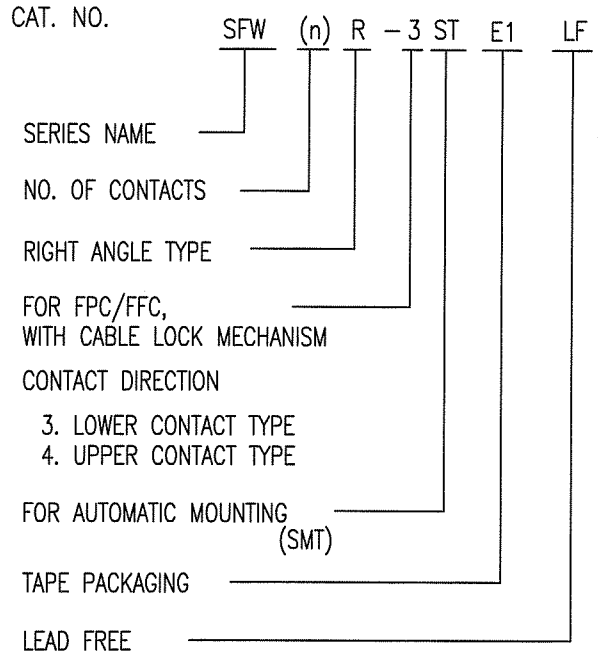 CAT. NO.
SFW (n) R - 3 ST E1 LF
SERIES NAME
NO. OF CONTACTS
RIGHT ANGLE TYPE
FOR FPC/FFC,
WITH CABLE LOCK MECHANISM
CONTACT DIRECTION
3. LOWER CONTACT TYPE
4. UPPER CONTACT TYPE
FOR AUTOMATIC MOUNTING
(SMT)
TAPE PACKAGING
LEAD FREE